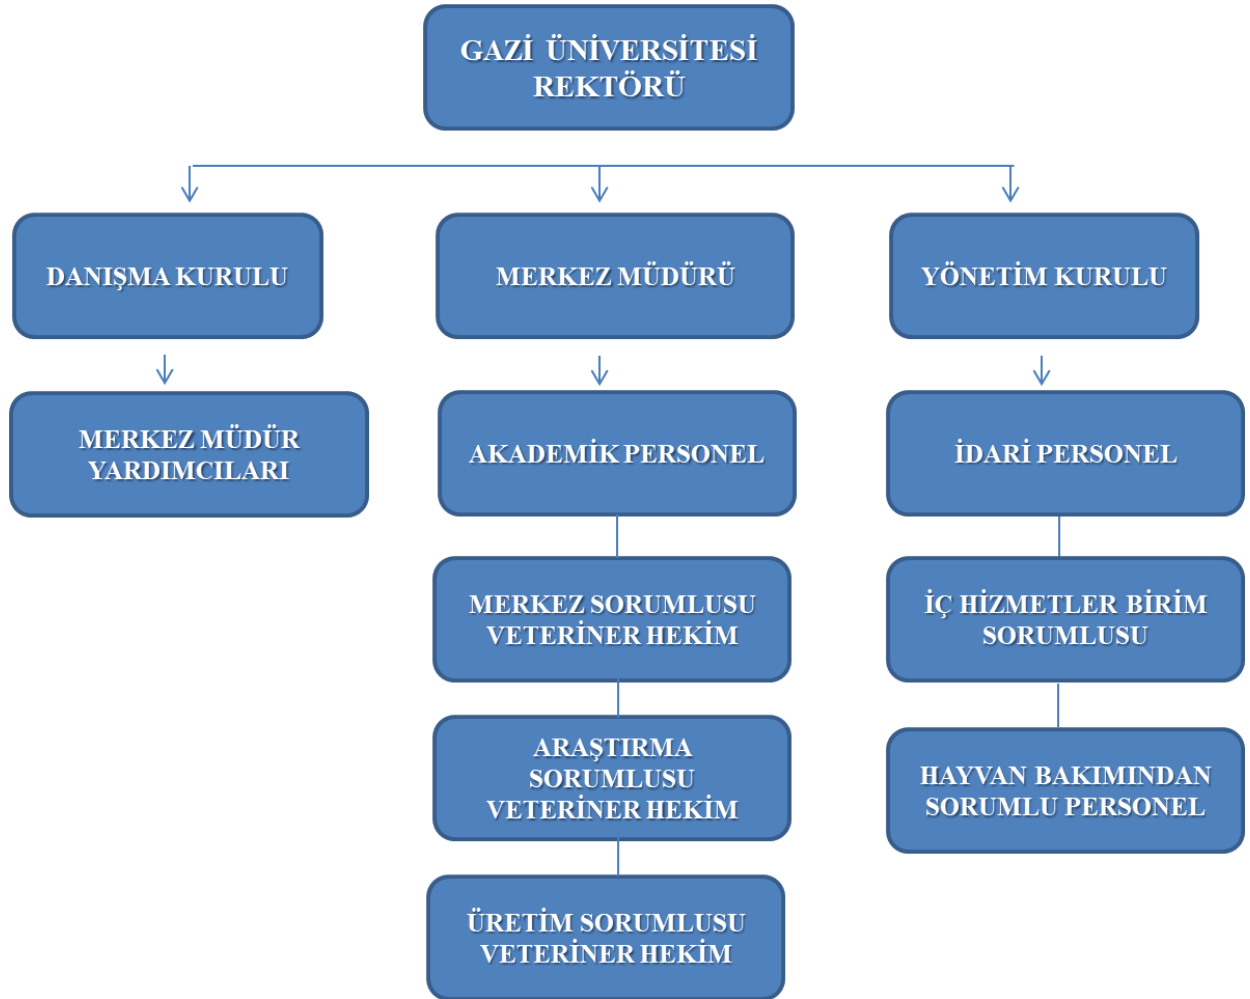 GAZİ ÜNİVERSİTESİ
REKTÖRÜ
DANIŞMA KURULU
MERKEZ MÜDÜRÜ
YÖNETİM KURULU
MERKEZ MÜDÜR
YARDIMCILARI
AKADEMİK PERSONEL
İDARİ PERSONEL
MERKEZ SORUMLUSU
VETERİNER HEKİM
İÇ HİZMETLER BİRİM
SORUMLUSU
ARAŞTIRMA
SORUMLUSU
VETERİNER HEKİM
HAYVAN BAKIMINDAN
SORUMLU PERSONEL
ÜRETİM SORUMLUSU
VETERİNER HEKİM